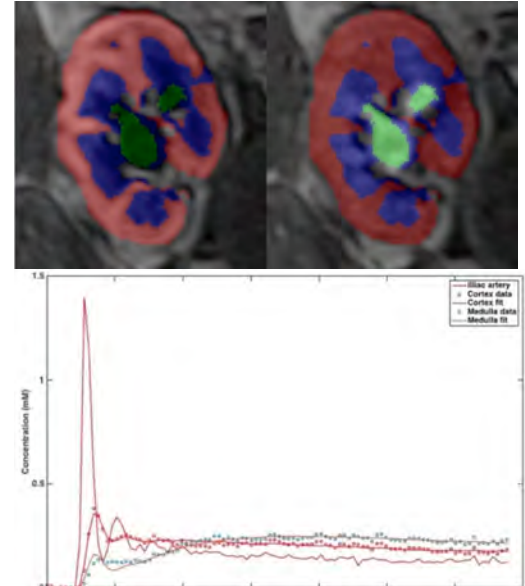 1.5
Iliac artery
Cortex data
Cortex fit
Medulla data
Medulla fit
1
Concentration (mM)
0.5